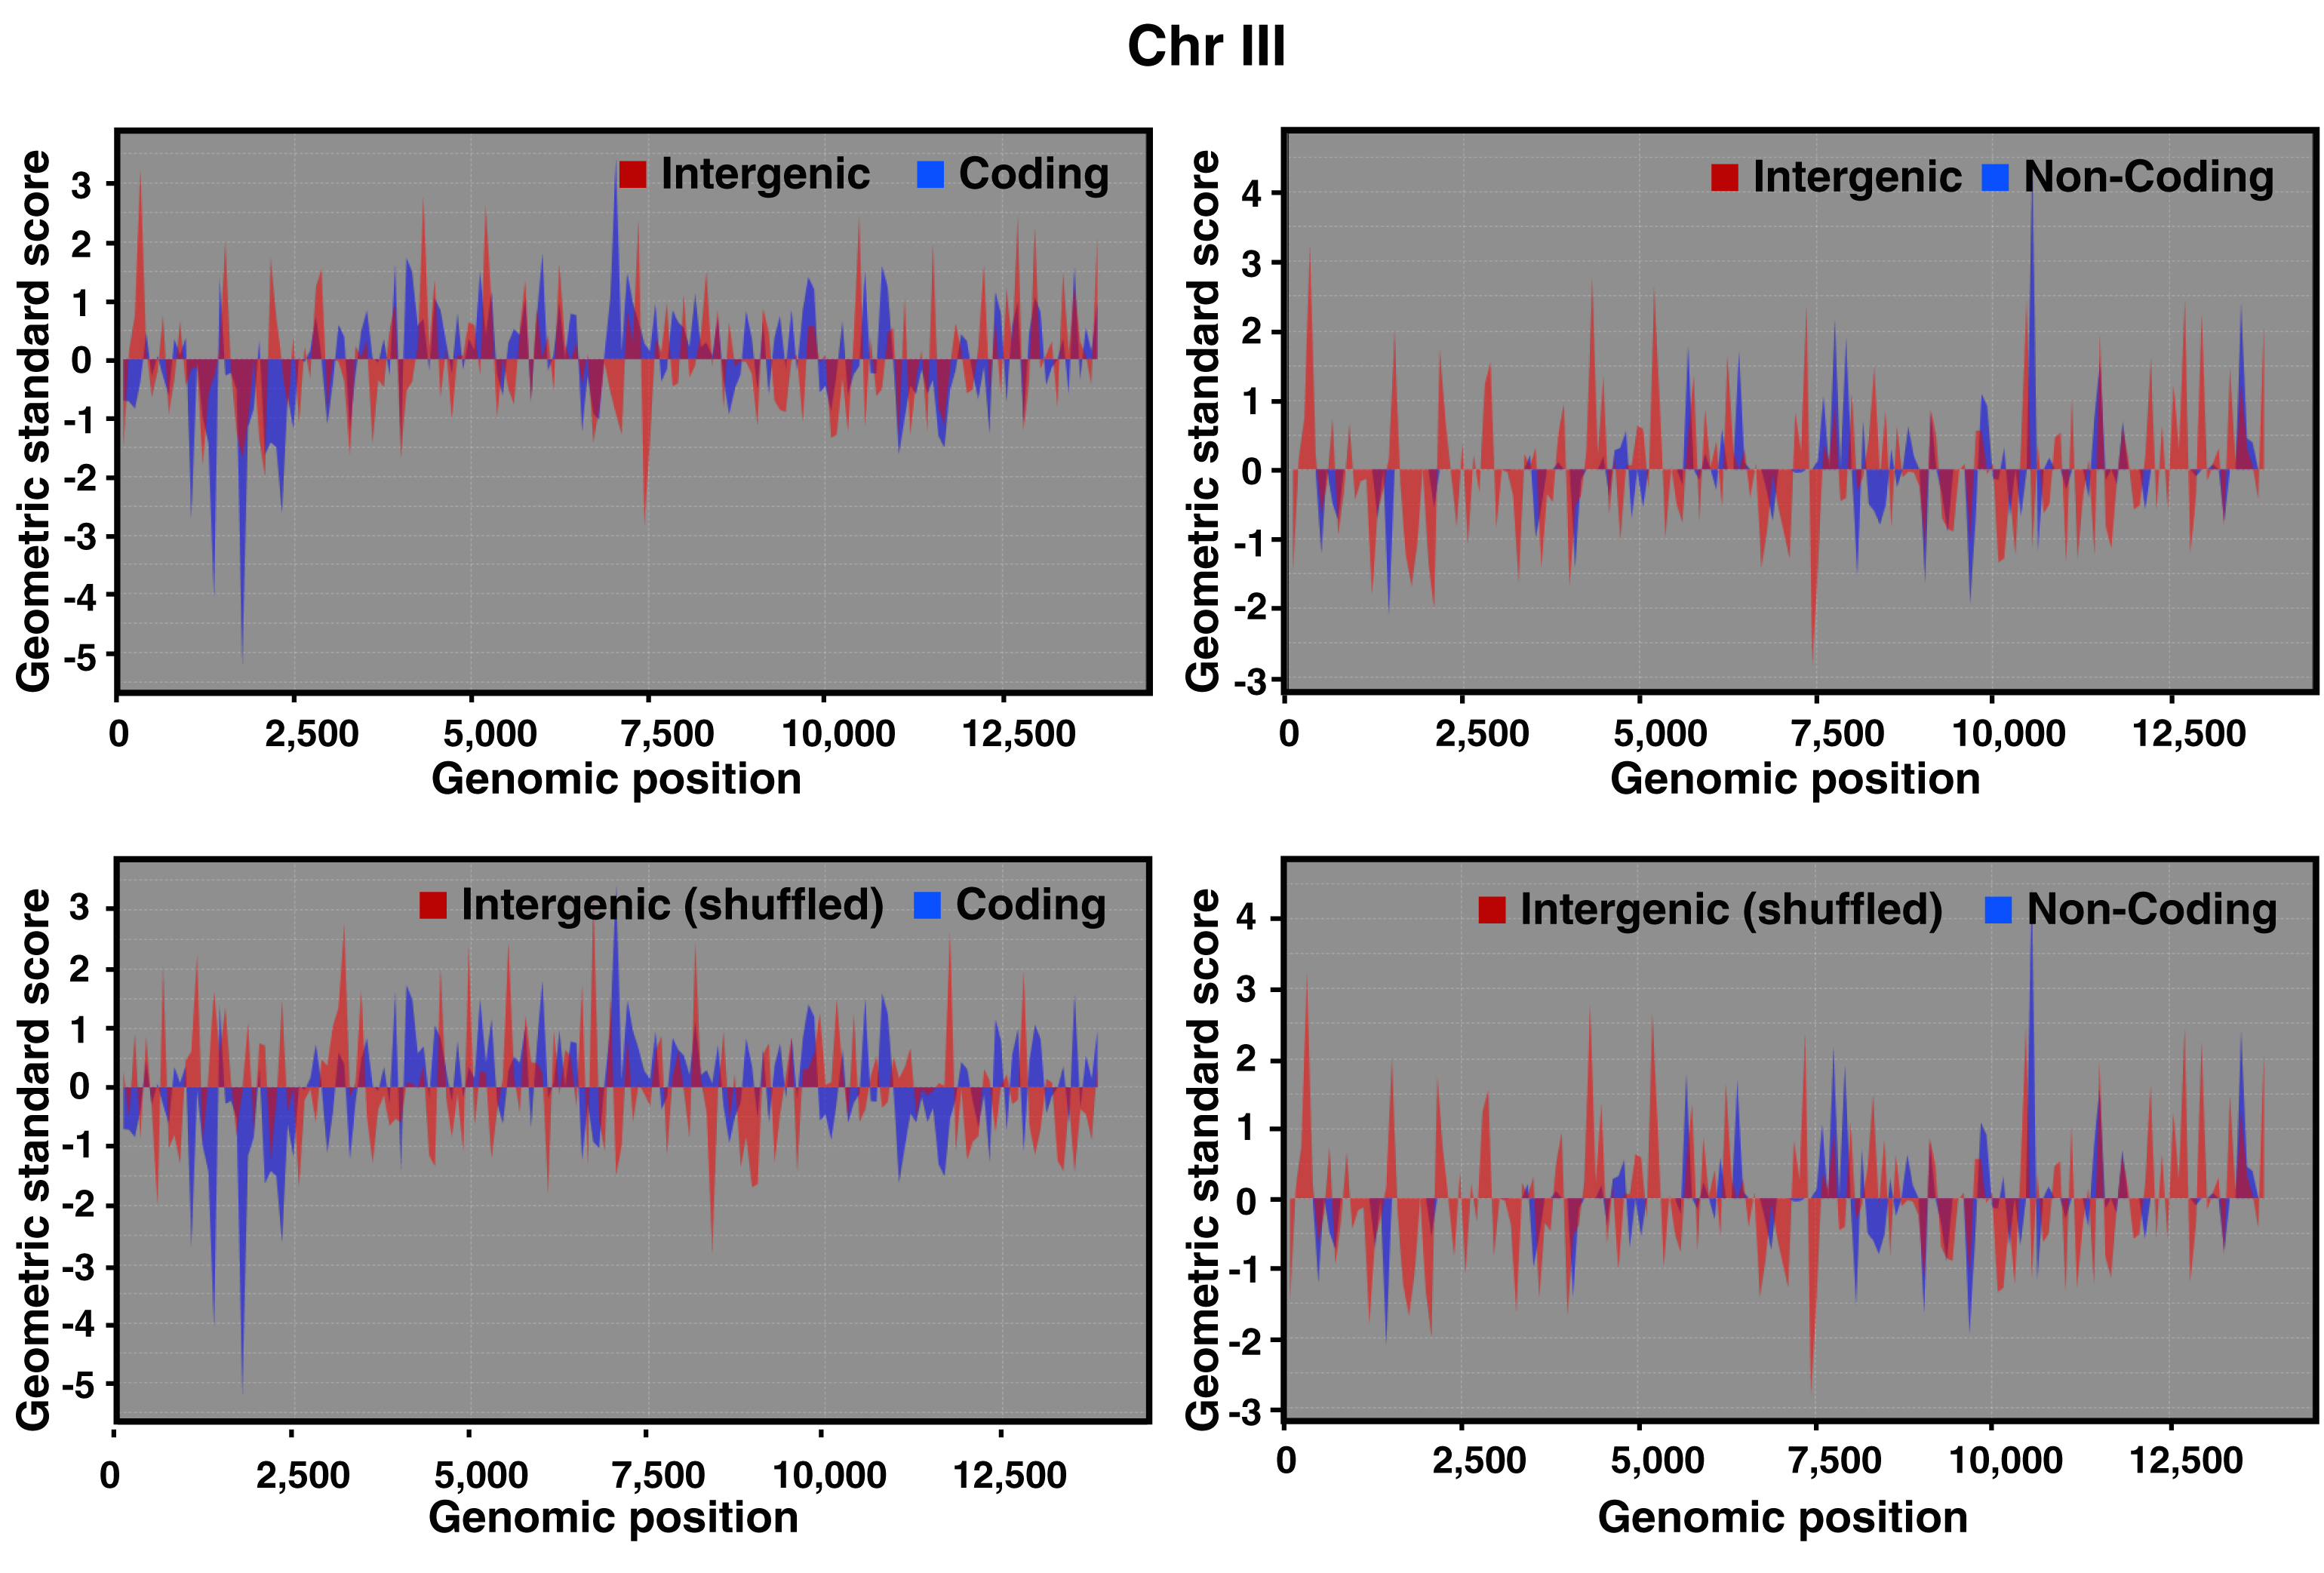 Chr III
Geometric standard score
3
2
1
0
-1
-2
-3
-4
-5
Intergenic Coding
0 2,500 5,000 7,500 10,000 12,500
Genomic position
Geometric standard score
4
3
2
1
0
-1
-2
-3
Intergenic Non-Coding
0 2,500 5,000 7,500 10,000 12,500
Genomic position
Geometric standard score
3
2
1
0
-1
-2
-3
-4
-5
Intergenic (shuffled) Coding
0 2,500 5,000 7,500 10,000 12,500
Genomic position
Geometric standard score
4
3
2
1
0
-1
-2
-3
Intergenic (shuffled) Non-Coding
0 2,500 5,000 7,500 10,000 12,500
Genomic position